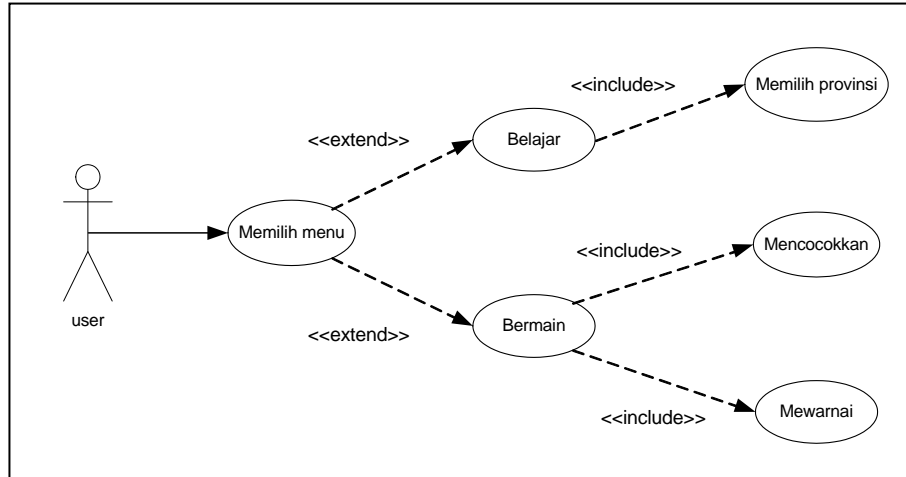 Memilih provinsi
<<include>>
<<extend>>
Belajar
Memilih menu
Mencocokkan
<<include>>
user
Bermain
<<extend>>
Mewarnai
<<include>>